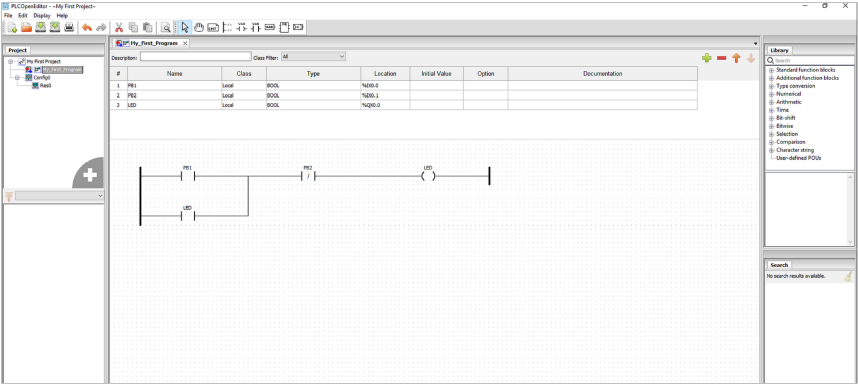 PLCOpenEditor - ~My First Project~
File Edit Display Help
Project
My First Project
My_First_Program
Config0
Res0
My_First_Program
Description:
Class Filter: All
# Name Class Type Location Initial Value Option Documentation
1 PB1 Local BOOL %IX0.0
2 PB2 Local BOOL %IX0.1
3 LED Local BOOL %QX0.0
PB1 PB2 LED
LED
Library
Search
Standard function blocks
Additional function blocks
Type conversion
Numerical
Arithmetic
Time
Bit-shift
Bitwise
Selection
Comparison
Character string
User-defined POUs
Search
No search results available.